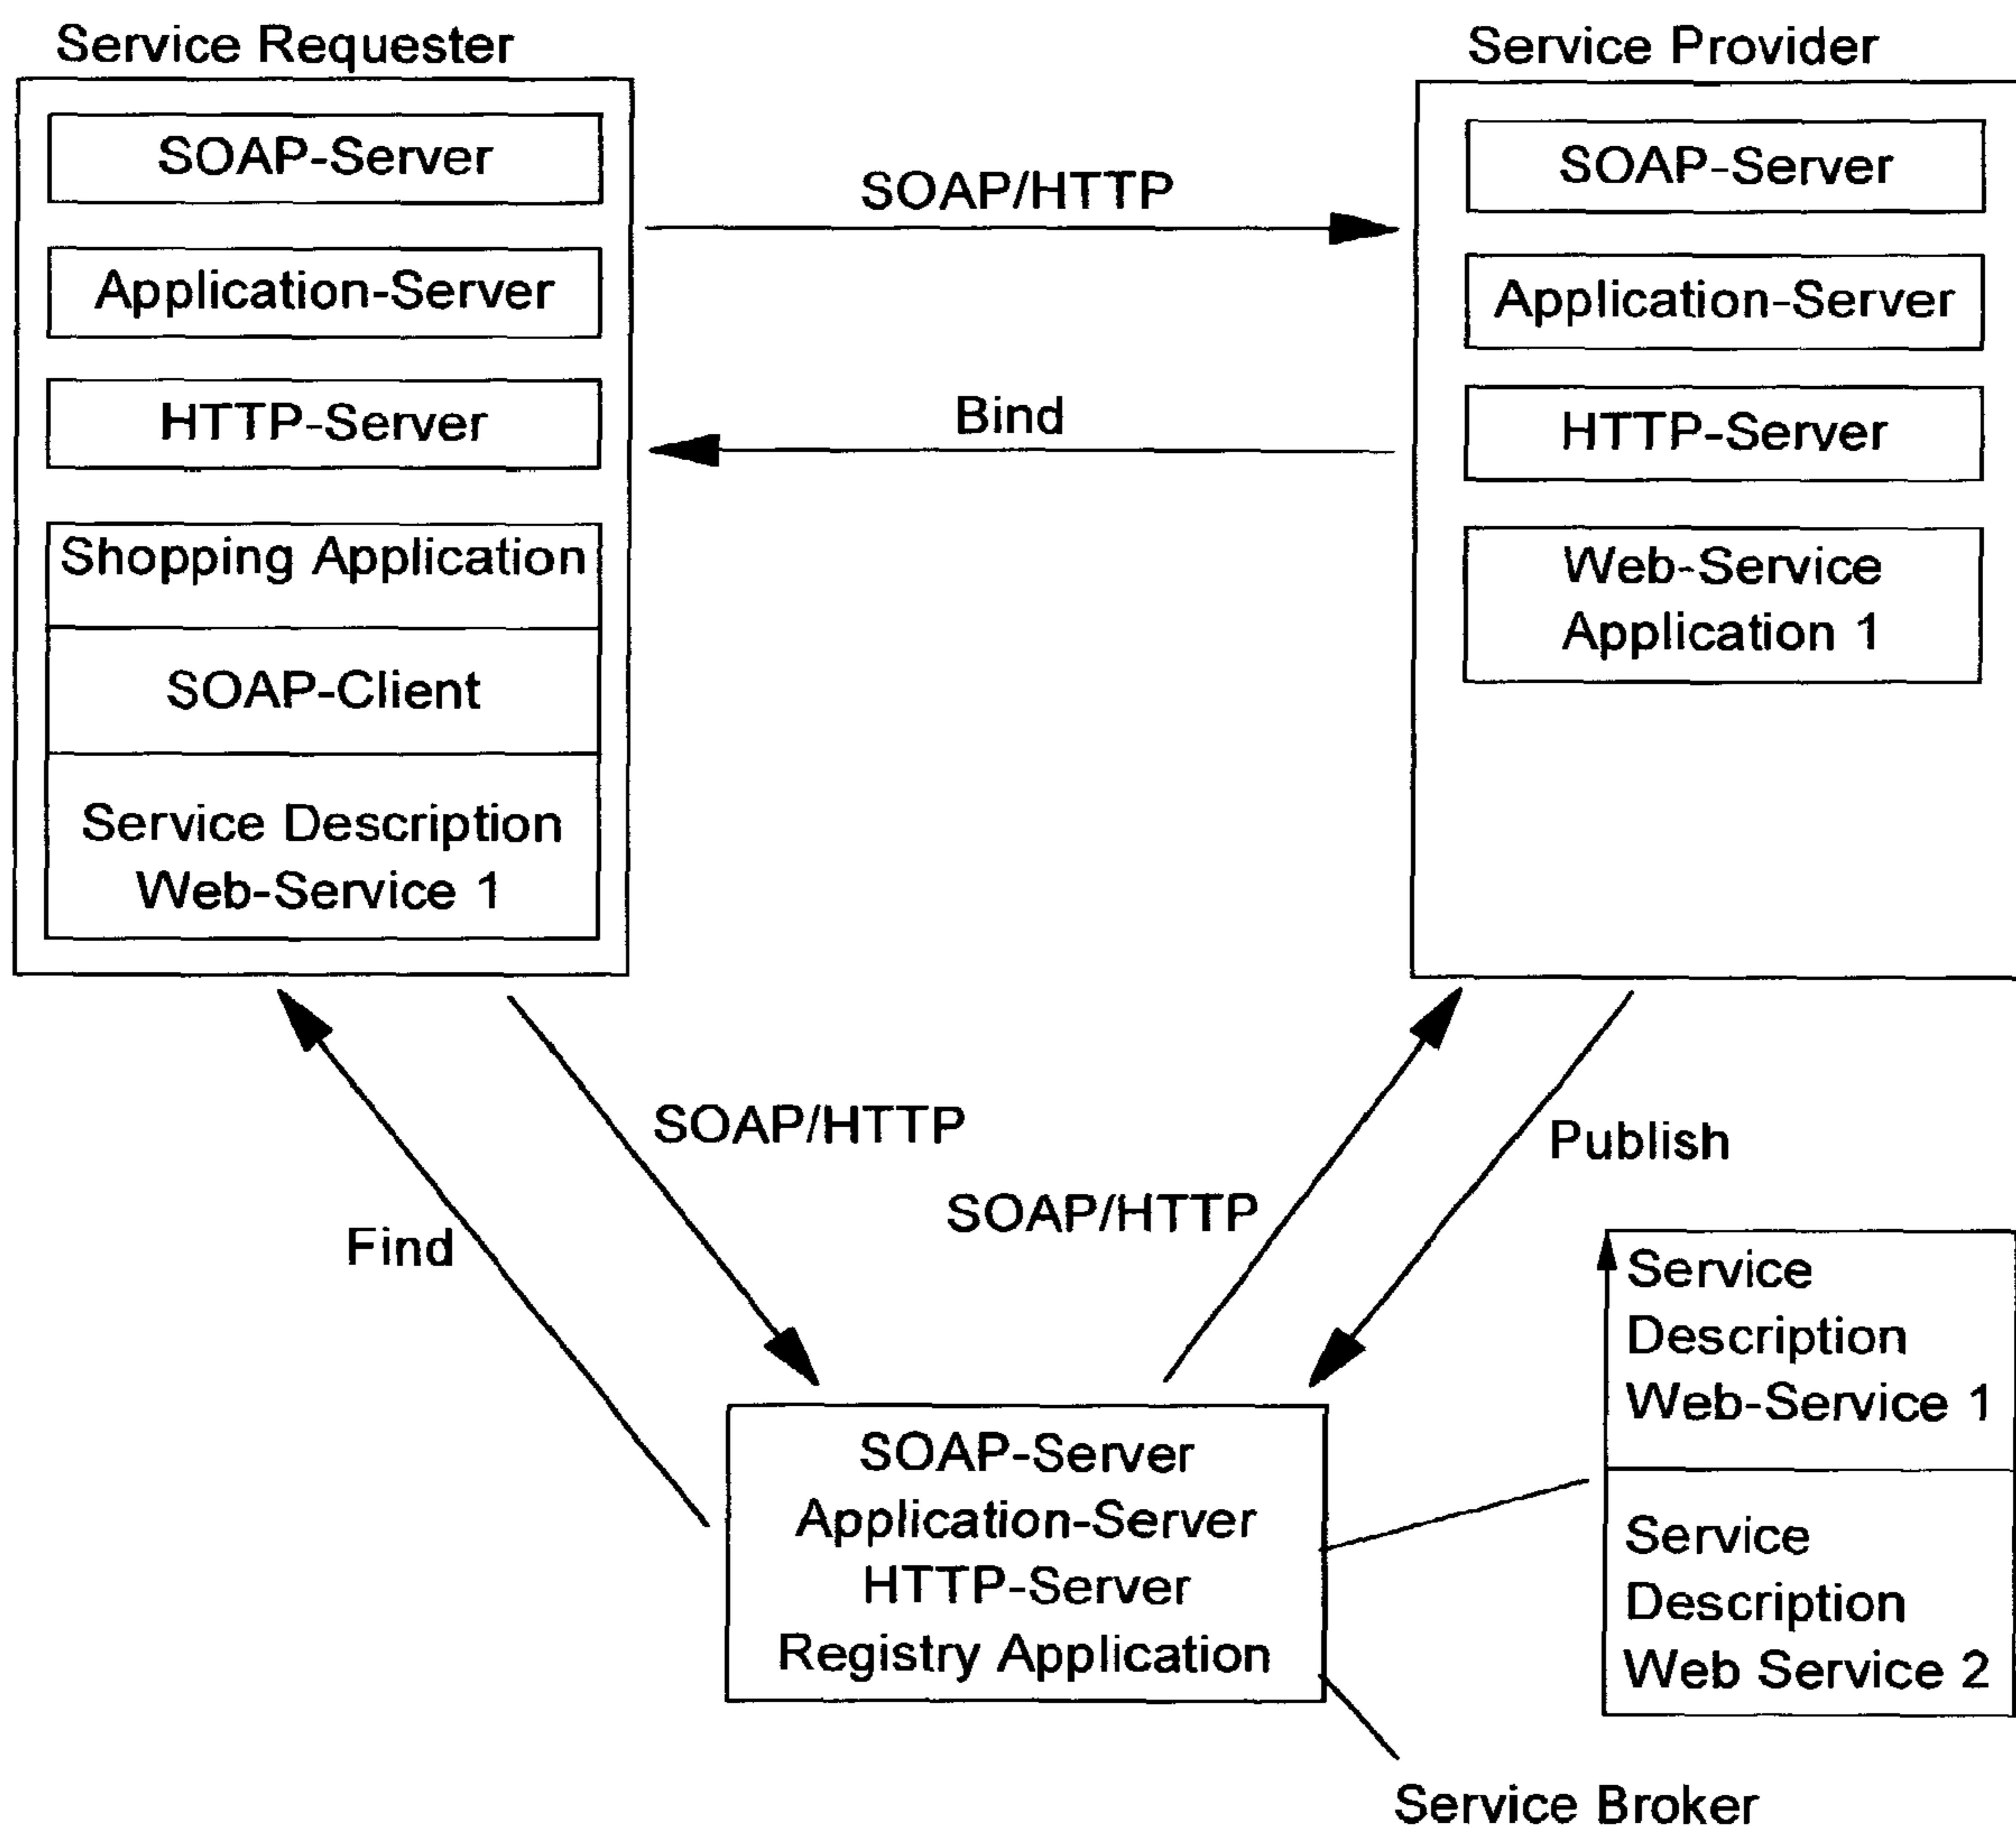 Service Requester
SOAP-Server
Application-Server
HTTP-Server
Shopping Application
SOAP-Client
Service Description
Web-Service 1
SOAP/HTTP
Bind
Service Provider
SOAP-Server
Application-Server
HTTP-Server
Web-Service
Application 1
SOAP/HTTP
Find
SOAP/HTTP
Publish
SOAP-Server
Application-Server
HTTP-Server
Registry Application
Service
Description
Web-Service 1
Service
Description
Web Service 2
Service Broker